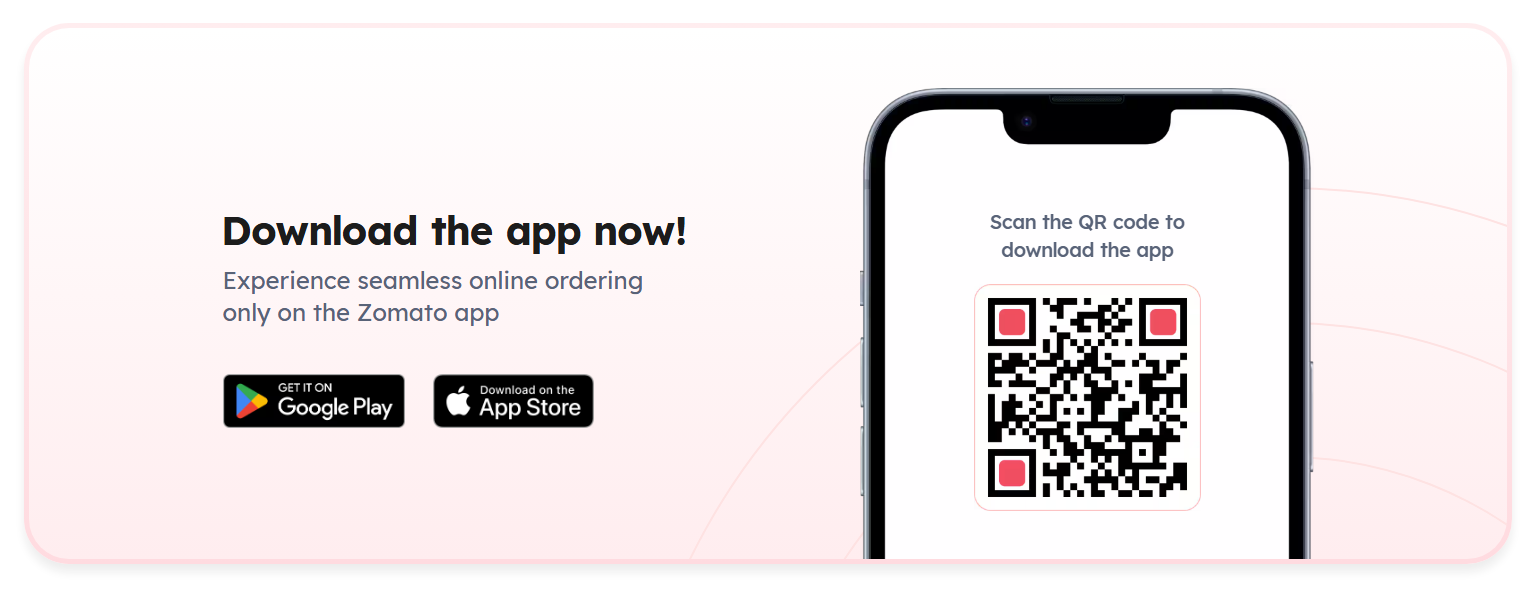 Download the app now!
Experience seamless online ordering
only on the Zomato app
GET IT ON
Google Play
Download on the
App Store
Scan the QR code to
download the app